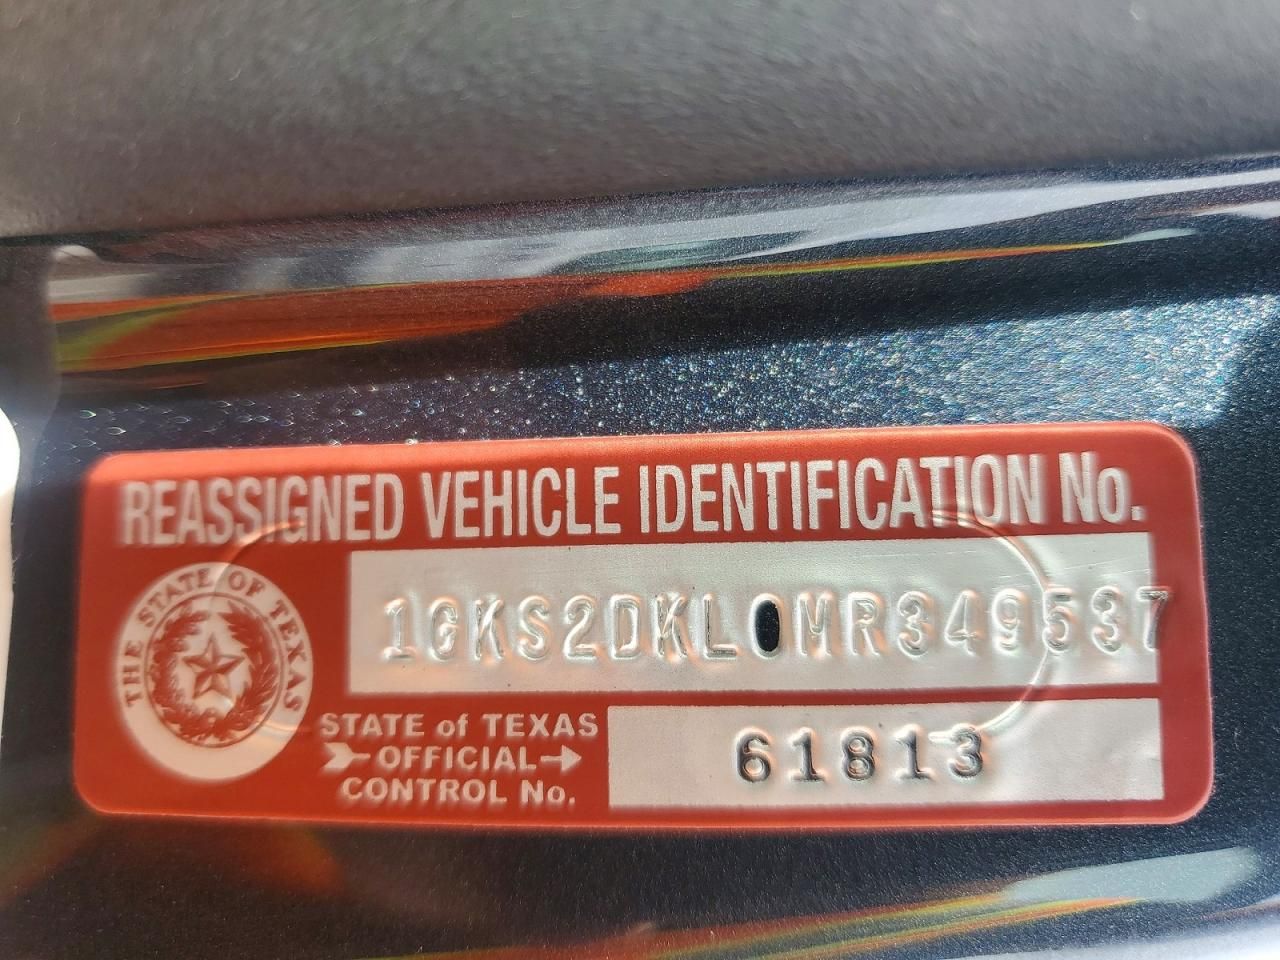 REASSIGNED VEHICLE IDENTIFICATION No.
THE STATE OF TEXAS
1GKS2DKL0MR349537
STATE of TEXAS
OFFICIAL
CONTROL No.
61813